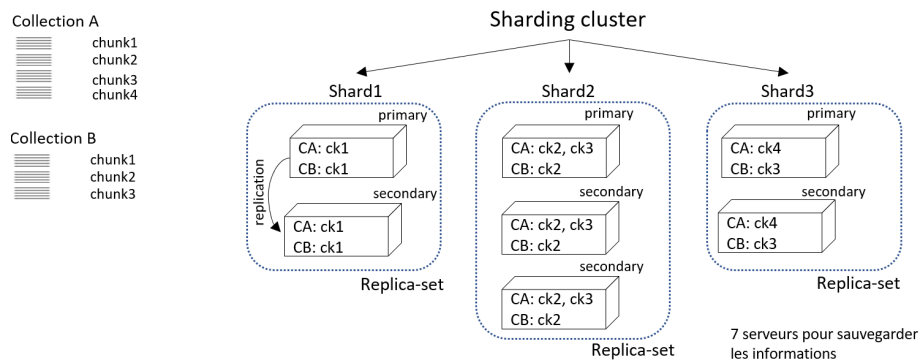 Sharding cluster
Collection A
chunk1
chunk2
chunk3
chunk4
Collection B
chunk1
chunk2
chunk3
Shard1
primary
CA: ck1
CB: ck1
replication
secondary
CA: ck1
CB: ck1
Replica-set
Shard2
primary
CA: ck2, ck3
CB: ck2
secondary
CA: ck2, ck3
CB: ck2
secondary
CA: ck2, ck3
CB: ck2
Replica-set
Shard3
primary
CA: ck4
CB: ck3
secondary
CA: ck4
CB: ck3
Replica-set
7 serveurs pour sauvegarder
les informations